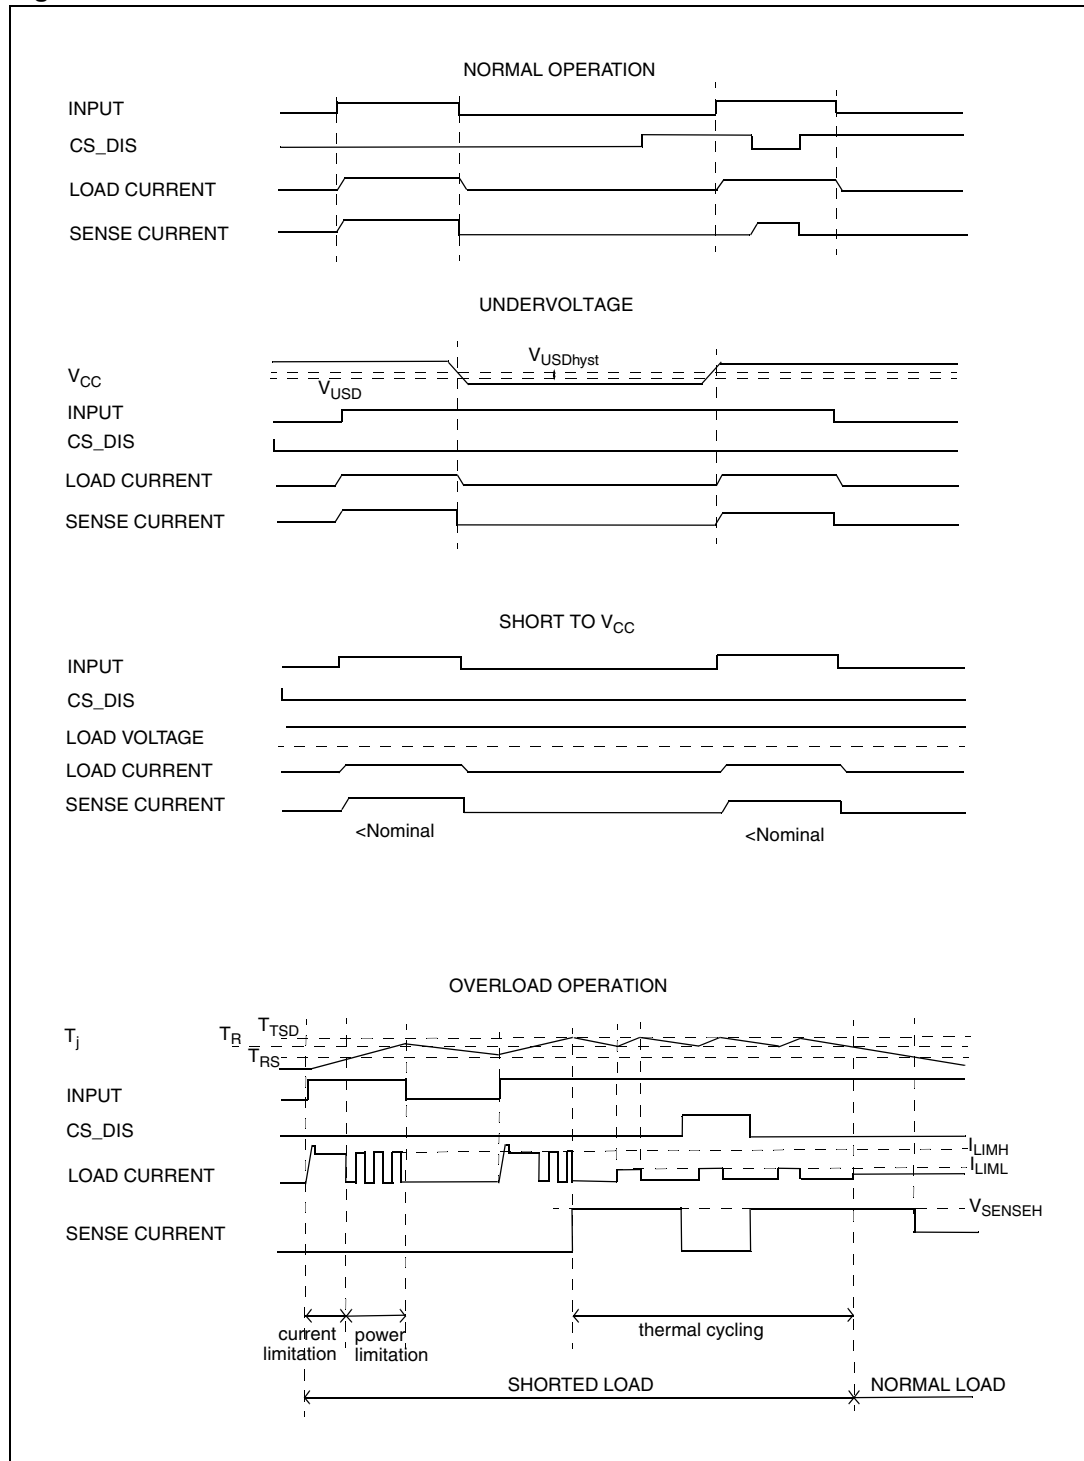 NORMAL OPERATION
INPUT
CS_DIS
LOAD CURRENT
SENSE CURRENT
UNDERVOLTAGE
VUSDhyst
VCC
VUSD
INPUT
CS_DIS
LOAD CURRENT
SENSE CURRENT
SHORT TO VCC
INPUT
CS_DIS
LOAD VOLTAGE
LOAD CURRENT
SENSE CURRENT
<Nominal <Nominal
OVERLOAD OPERATION
Tj TR TTSD
TRS
INPUT
CS_DIS
ILIMH
LOAD CURRENT ILIML
VSENSEH
SENSE CURRENT
current limitation
power limitation
thermal cycling
SHORTED LOAD NORMAL LOAD